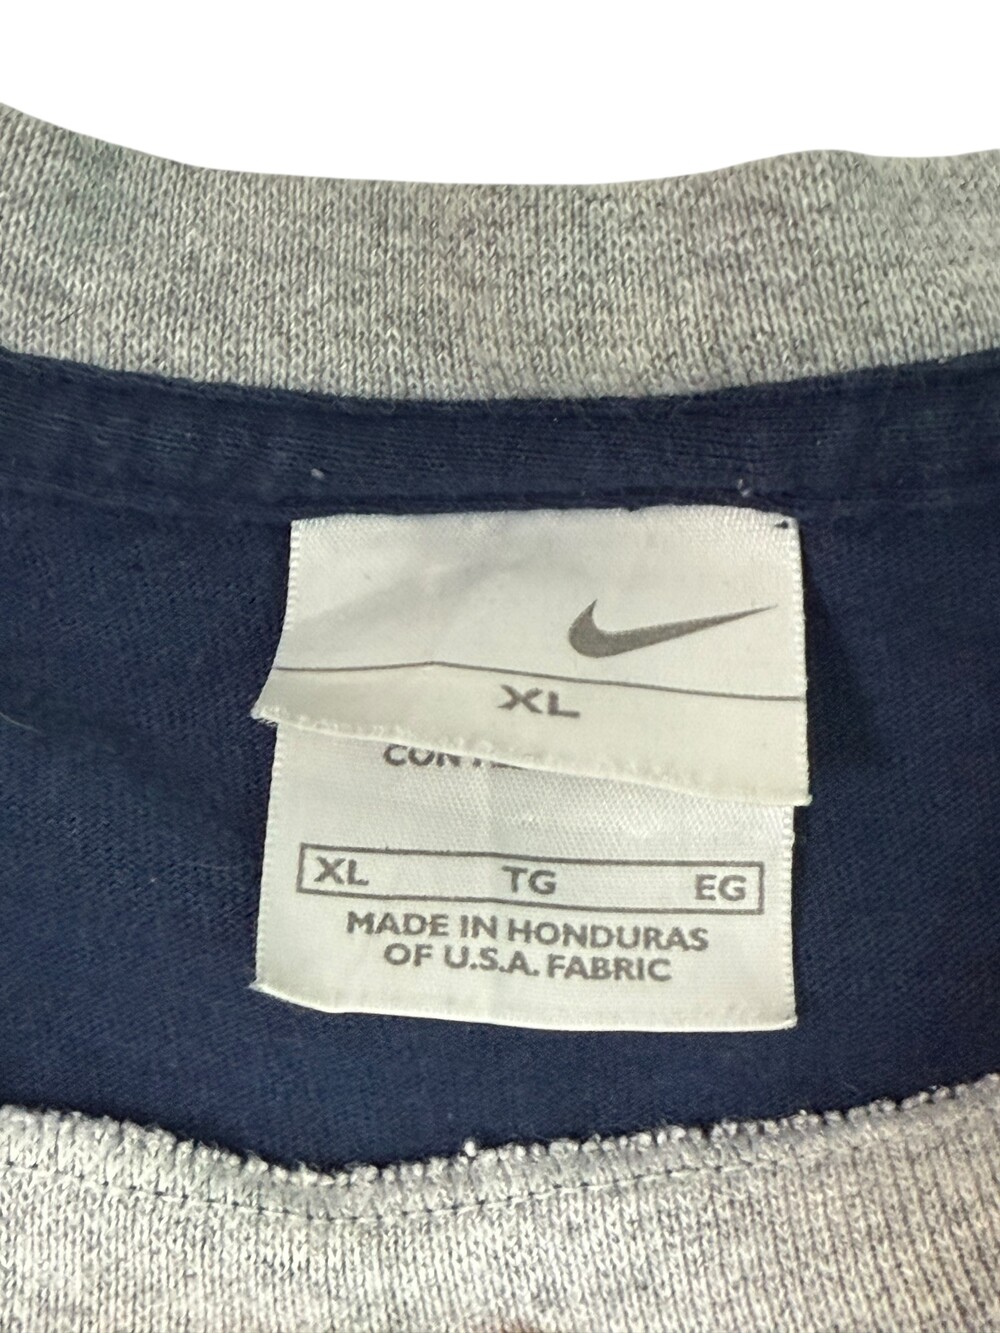 XL
XL TG EG
MADE IN HONDURAS
OF U.S.A. FABRIC